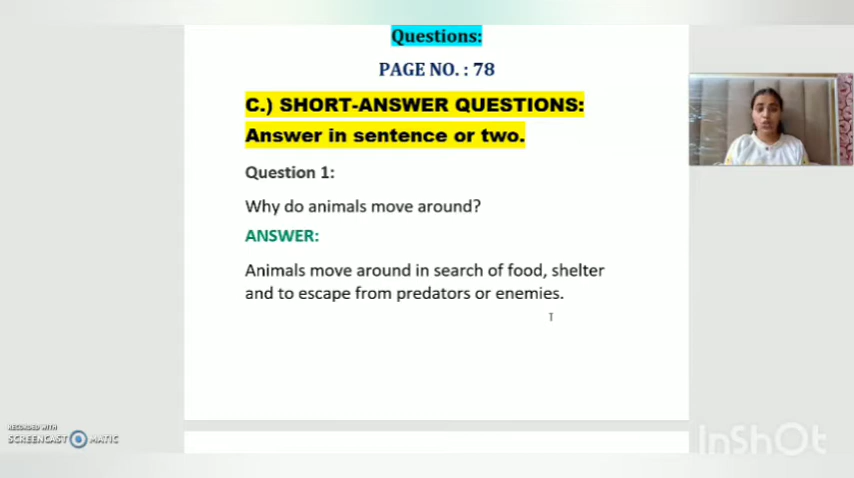 Questions:
PAGE NO. : 78
C.) SHORT-ANSWER QUESTIONS:
Answer in sentence or two.
Question 1:
Why do animals move around?
ANSWER:
Animals move around in search of food, shelter
and to escape from predators or enemies.
RECORDED WITH
SCREENCAST MATIC
InShOt